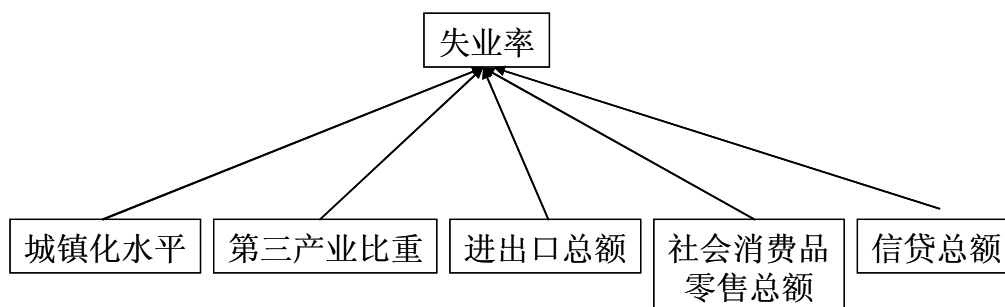 失业率
城镇化水平
第三产业比重
进出口总额
社会消费品
零售总额
信贷总额